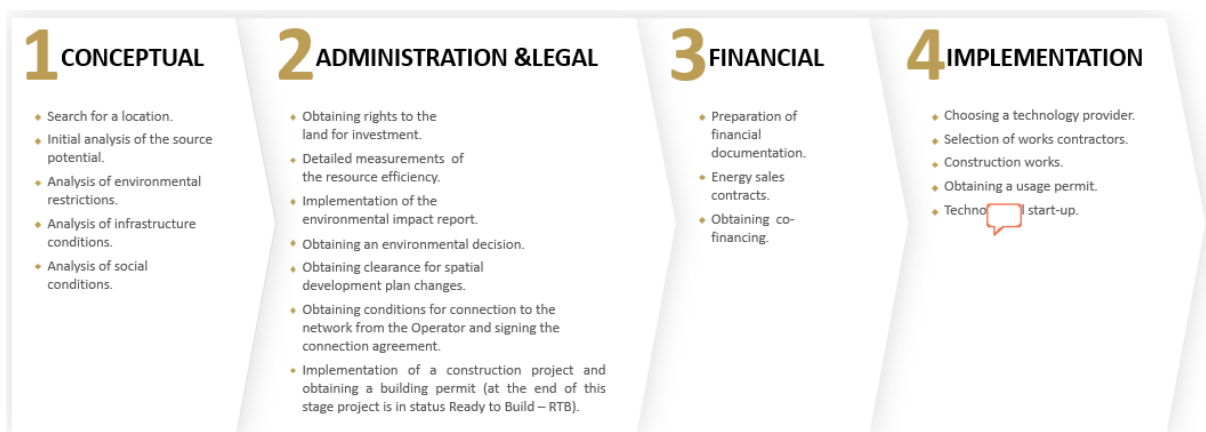 1 CONCEPTUAL
Search for a location.
Initial analysis of the source
potential.
Analysis of environmental
restrictions.
Analysis of infrastructure
conditions.
Analysis of social
conditions.
2 ADMINISTRATION &LEGAL
Obtaining rights to the
land for investment.
Detailed measurements of
the resource efficiency.
Implementation of the
environmental impact report.
Obtaining an environmental decision.
Obtaining clearance for spatial
development plan changes.
Obtaining conditions for connection to the
network from the Operator and signing the
connection agreement.
Implementation of a construction project and
obtaining a building permit (at the end of this
stage project is in status Ready to Build – RTB).
3 FINANCIAL
Preparation of
financial
documentation.
Energy sales
contracts.
Obtaining co-
financing.
4 IMPLEMENTATION
Choosing a technology provider.
Selection of works contractors.
Construction works.
Obtaining a usage permit.
start-up.